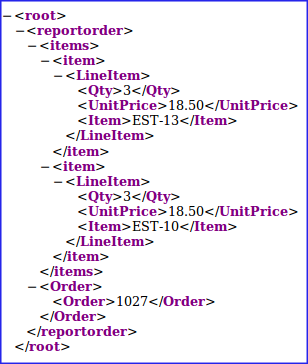 −<root>
−<reportorder>
−<items>
−<item>
−<LineItem>
<Qty>3</Qty>
<UnitPrice>18.50</UnitPrice>
<Item>EST-13</Item>
</LineItem>
</item>
−<item>
−<LineItem>
<Qty>3</Qty>
<UnitPrice>18.50</UnitPrice>
<Item>EST-10</Item>
</LineItem>
</item>
</items>
−<Order>
<Order>1027</Order>
</Order>
</reportorder>
</root>